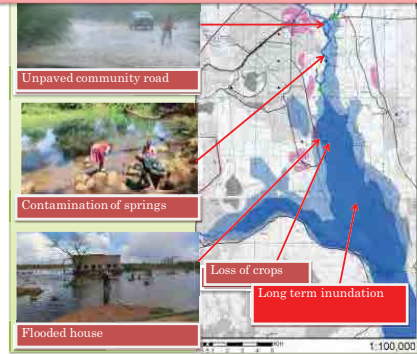 Unpaved community road
Contamination of springs
Loss of crops
Long term inundation
Flooded house
1:100,000